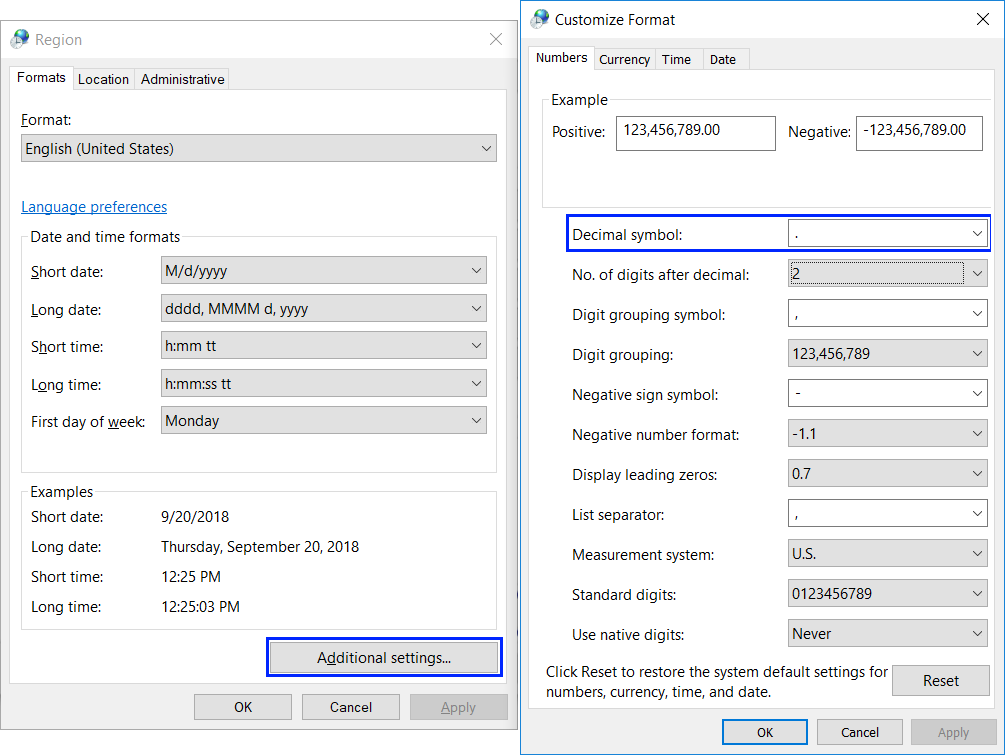 Region
Formats Location Administrative
Format:
English (United States)
Language preferences
Date and time formats
Short date: M/d/yyyy
Long date: dddd, MMMM d, yyyy
Short time: h:mm tt
Long time: h:mm:ss tt
First day of week: Monday
Examples
Short date: 9/20/2018
Long date: Thursday, September 20, 2018
Short time: 12:25 PM
Long time: 12:25:03 PM
Additional settings...
OK Cancel Apply
Customize Format
Numbers Currency Time Date
Example
Positive: 123,456,789.00 Negative: -123,456,789.00
Decimal symbol: .
No. of digits after decimal: 2
Digit grouping symbol: ,
Digit grouping: 123,456,789
Negative sign symbol: -
Negative number format: -1.1
Display leading zeros: 0.7
List separator: ,
Measurement system: U.S.
Standard digits: 0123456789
Use native digits: Never
Click Reset to restore the system default settings for
numbers, currency, time, and date.
Reset
OK Cancel Apply